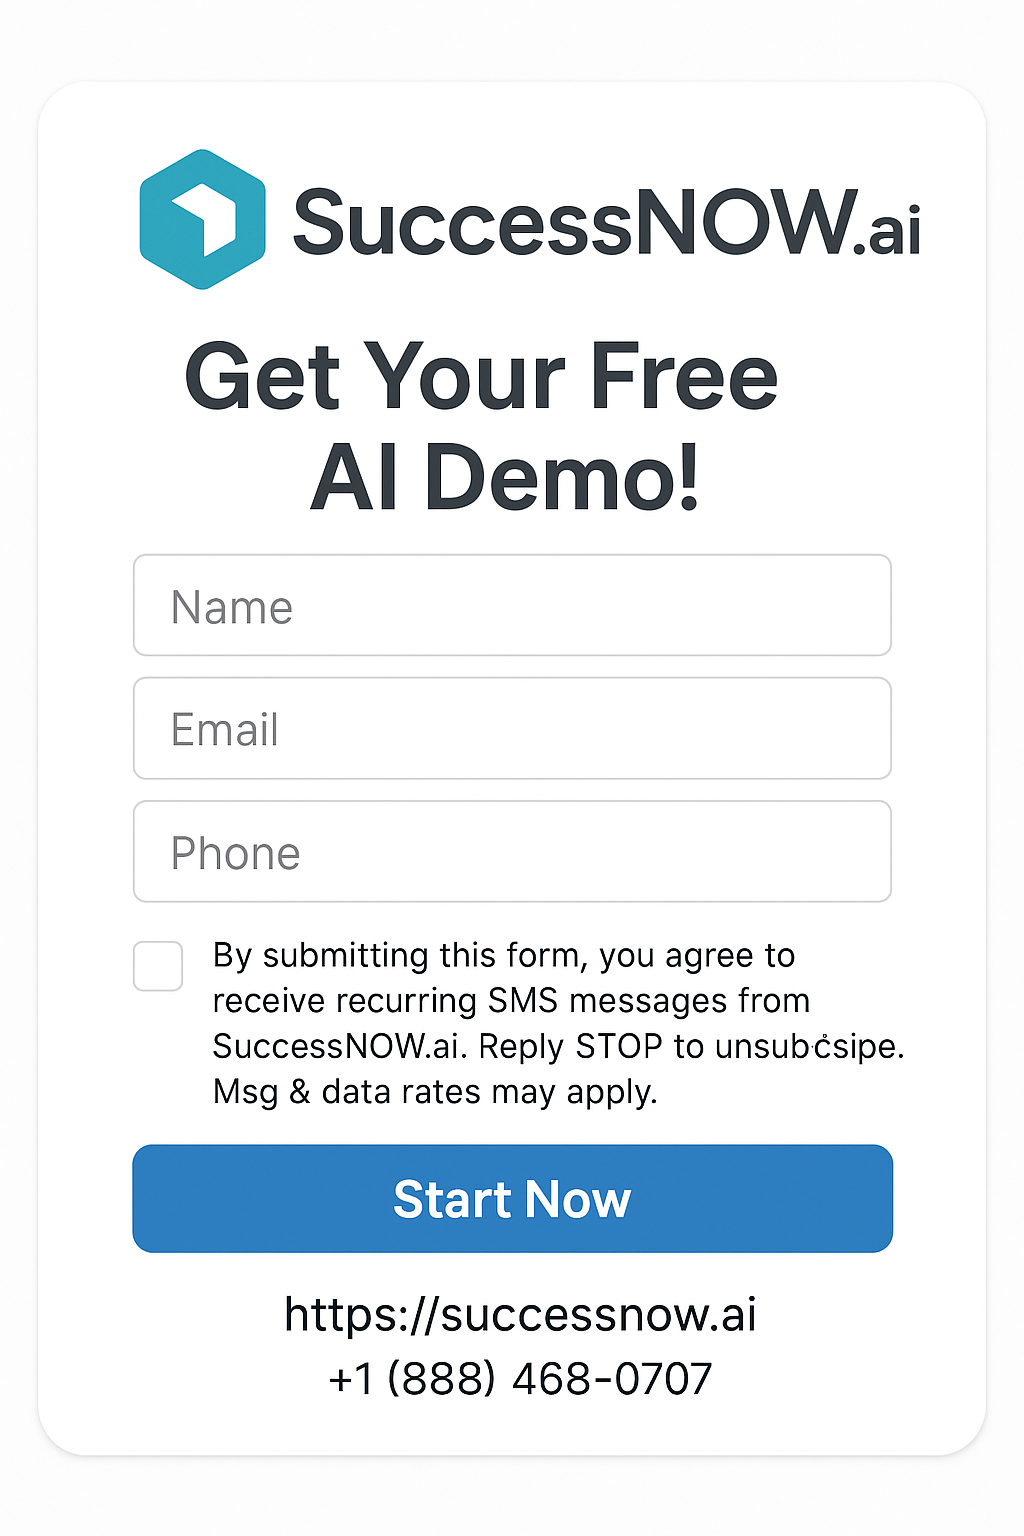 SuccessNOW.ai
Get Your Free
AI Demo!
Name
Email
Phone
By submitting this form, you agree to
receive recurring SMS messages from
SuccessNOW.ai. Reply STOP to unsubċsipe.
Msg & data rates may apply.
Start Now
https://successnow.ai
+1 (888) 468-0707